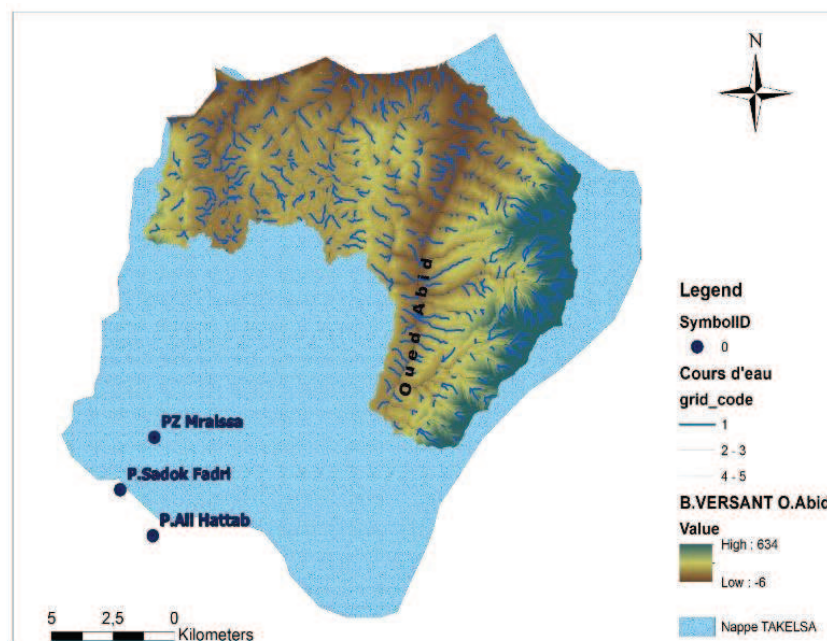 N
Oued Abid
PZ Mraissa
P.Sadok Fadri
P.Ali Hattab
5 2,5 0
Kilometers
Legend
SymbolID
0
Cours d'eau
grid_code
1
2 - 3
4 - 5
B.VERSANT O.Abid
Value
High : 634
Low : -6
Nappe TAKELSA